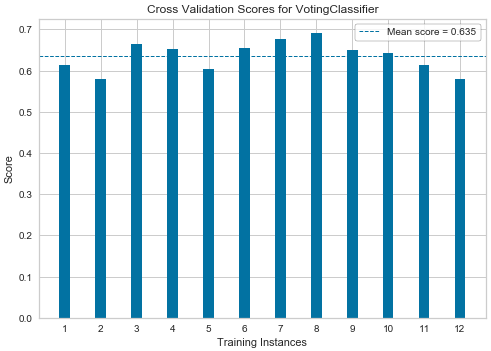 Cross Validation Scores for VotingClassifier
Mean score = 0.635
0.7
0.6
0.5
0.4
0.3
0.2
0.1
0.0
Score
1 2 3 4 5 6 7 8 9 10 11 12
Training Instances